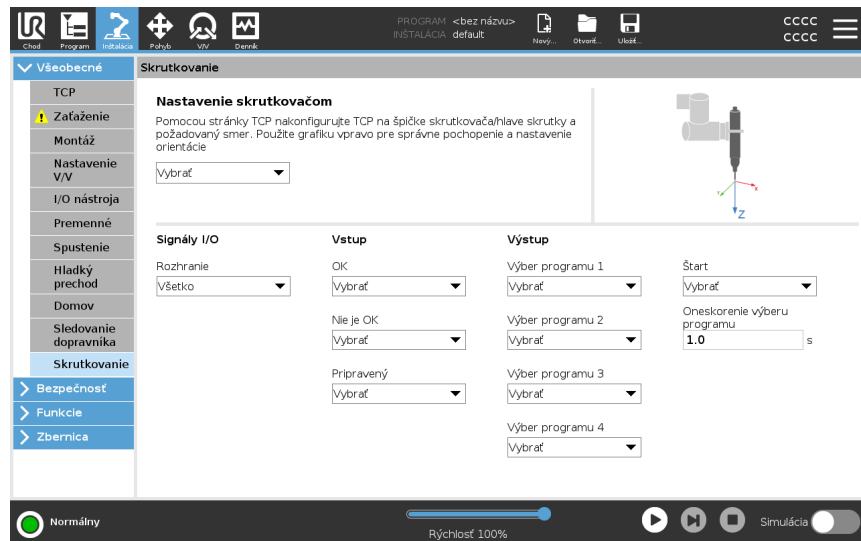 PROGRAM <bez názvu>
INŠTALÁCIA default
cccc
cccc
Chod Program Inštalácia Pohyb V/V Denník Nový... Otvoriť... Uložiť...
Všeobecné
Skrutkovanie
TCP
Zaťaženie
Montáž
Nastavenie
V/V
I/O nástroja
Premenné
Spustenie
Hladký
prechod
Domov
Sledovanie
dopravníka
Skrutkovanie
Bezpečnosť
Funkcie
Zbernica
Nastavenie skrutkovačom
Pomocou stránky TCP nakonfigurujte TCP na špičke skrutkovača/hlave skrutky a
požadovaný smer. Použite grafiku vpravo pre správne pochopenie a nastavenie
orientácie
Vybrať
Y
X
Z
Signály I/O
Vstup
Výstup
Rozhranie
Všetko
OK
Vybrať
Nie je OK
Vybrať
Pripravený
Vybrať
Výber programu 1
Vybrať
Výber programu 2
Vybrať
Výber programu 3
Vybrať
Výber programu 4
Vybrať
Štart
Vybrať
Oneskorenie výberu
programu
1.0 s
Normálny
Rýchlosť 100%
Simulácia